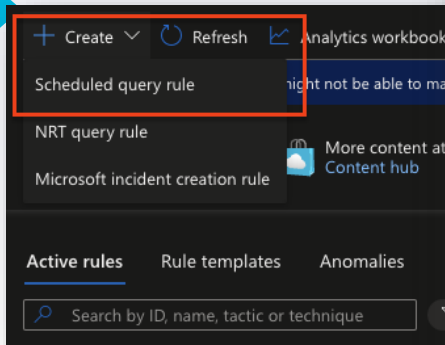 Create Refresh Analytics workbook
Scheduled query rule
might not be able to ma
NRT query rule
More content at
Content hub
Microsoft incident creation rule
Active rules Rule templates Anomalies
Search by ID, name, tactic or technique